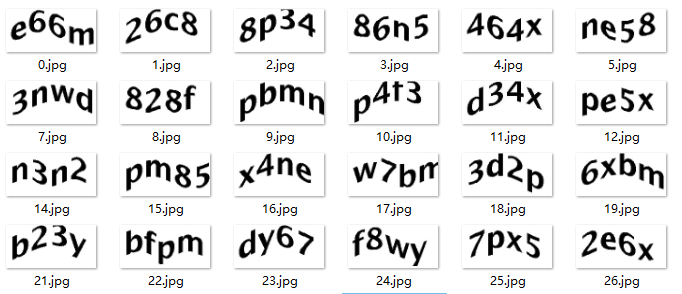 e66m 26c8 8p34 86n5 464x ne58
0.jpg 1.jpg 2.jpg 3.jpg 4.jpg 5.jpg
3nwd 828f pbmn p4f3 d34x pe5x
7.jpg 8.jpg 9.jpg 10.jpg 11.jpg 12.jpg
n3n2 pm85 x4ne w7bm 3d2p 6xbm
14.jpg 15.jpg 16.jpg 17.jpg 18.jpg 19.jpg
b23y bfpm dy67 f8wy 7px5 2e6x
21.jpg 22.jpg 23.jpg 24.jpg 25.jpg 26.jpg